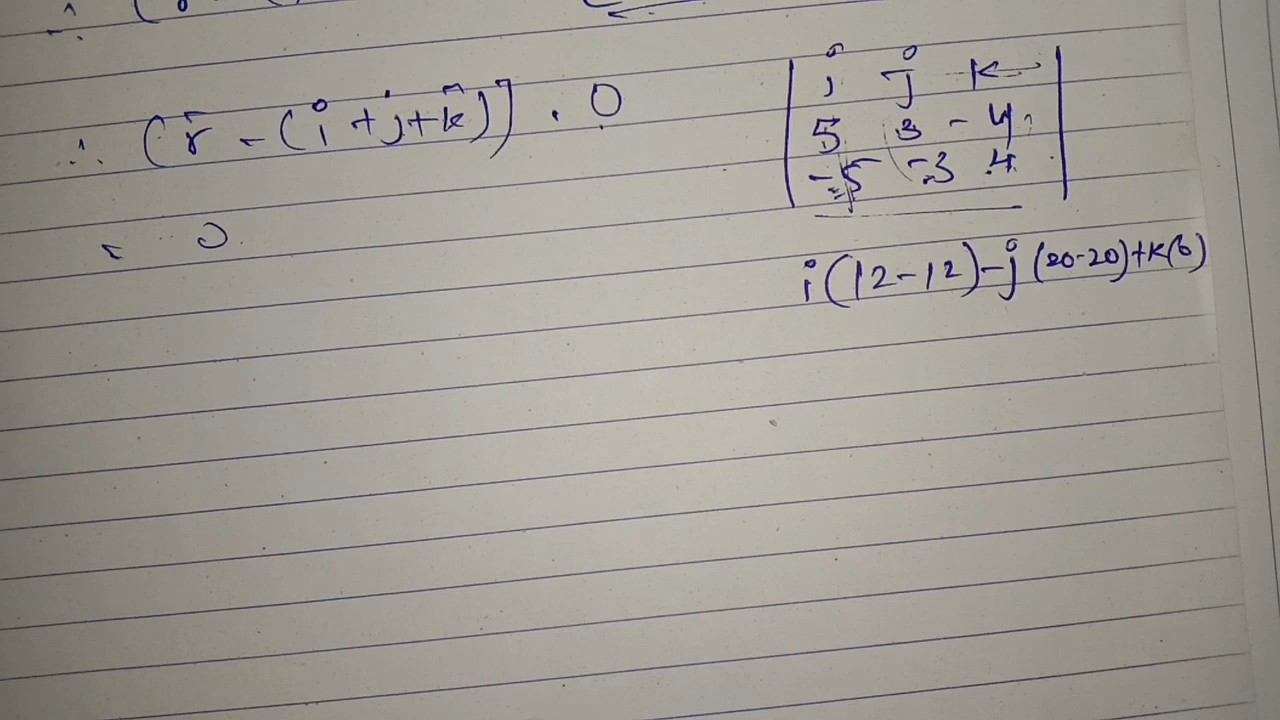 ∴ (r̄ - (î + ĵ + k̂)] . 0
= 0
| i j k |
| 5 3 -4 |
| -5 -3 4 |
i(12-12)-j(20-20)+k(0)